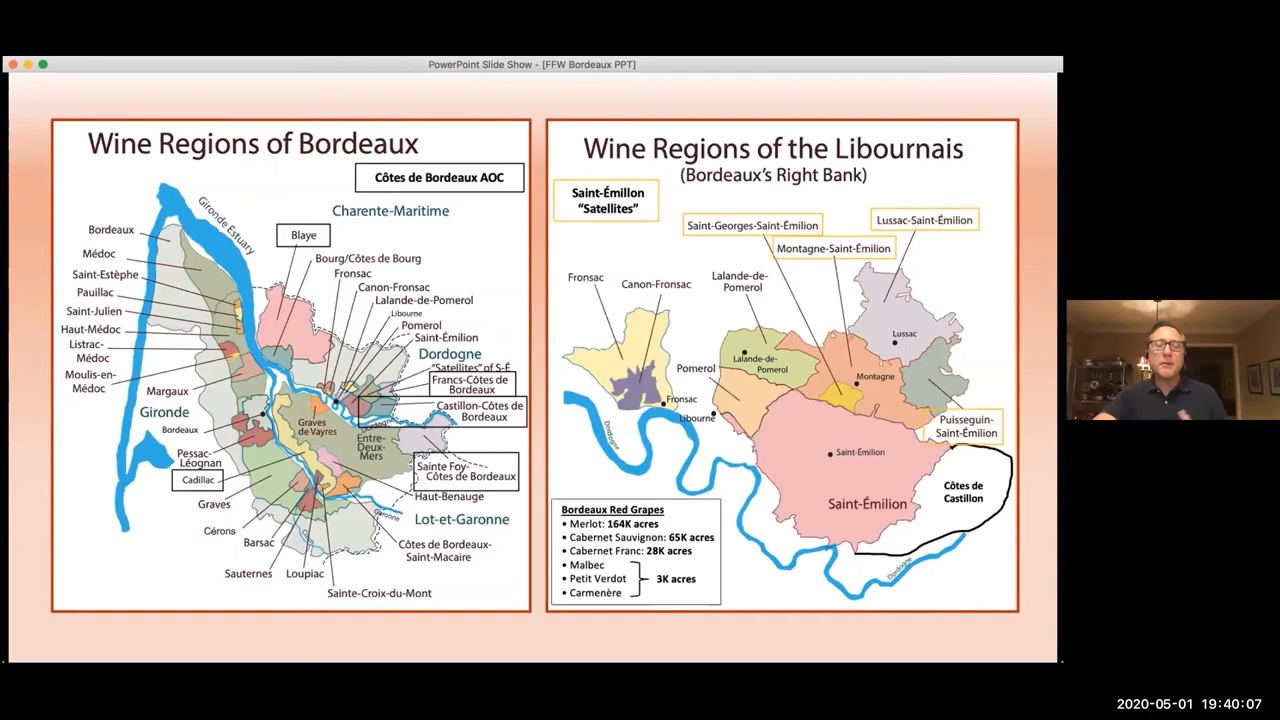 PowerPoint Slide Show - [FFW Bordeaux PPT]
Wine Regions of Bordeaux
Côtes de Bordeaux AOC
Charente-Maritime
Gironde Estuary
Bordeaux
Médoc
Saint-Estèphe
Pauillac
Saint-Julien
Haut-Médoc
Listrac-
Médoc
Moulis-en-
Médoc
Margaux
Gironde
Bordeaux
Pessac-
Léognan
Cadillac
Graves
Cérons
Barsac
Sauternes
Loupiac
Sainte-Croix-du-Mont
Blaye
Bourg/Côtes de Bourg
Fronsac
Canon-Fronsac
Lalande-de-Pomerol
Libourne
Pomerol
Saint-Émilion
Dordogne
"Satellites" of S-É
Francs-Côtes de
Bordeaux
Castillon-Côtes de
Bordeaux
Dordogne
Graves
de Vayres
Entre-
Deux-
Mers
Sainte Foy-
Côtes de Bordeaux
Haut-Benauge
Garonne
Lot-et-Garonne
Côtes de Bordeaux-
Saint-Macaire
Wine Regions of the Libournais
(Bordeaux's Right Bank)
Saint-Émillon
"Satellites"
Saint-Georges-Saint-Émilion
Montagne-Saint-Émilion
Lussac-Saint-Émilion
Fronsac
Canon-Fronsac
Lalande-de-
Pomerol
Lussac
Lalande-de-
Pomerol
Pomerol
Montagne
Fronsac
Libourne
Dordogne
Puisseguin-
Saint-Émilion
Saint-Émilion
Saint-Émilion
Côtes de
Castillon
Dordogne
Bordeaux Red Grapes
• Merlot: 164K acres
• Cabernet Sauvignon: 65K acres
• Cabernet Franc: 28K acres
• Malbec
• Petit Verdot
• Carmenère
3K acres
2020-05-01 19:40:07